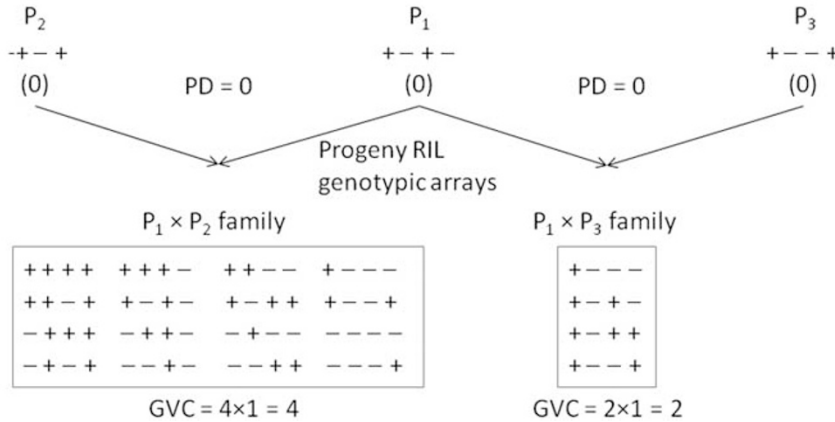 P₂ P₁ P₃
-+ − + + − + − + − − +
(0) PD = 0 (0) PD = 0 (0)
Progeny RIL
genotypic arrays
P₁ × P₂ family P₁ × P₃ family
+ + + + + + + − + + − − + − − − + − − −
+ + − + + − + − + − + + + − − + + − + −
− + + + − + + − − + − − − − − − + − + +
− + − + − − + − − − + + − − − + + − − +
GVC = 4×1 = 4 GVC = 2×1 = 2